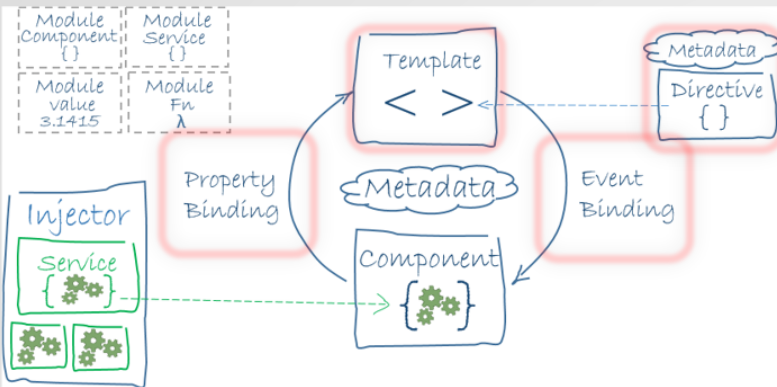 Module
Component
{ }
Module
Service
{ }
Module
value
3.1415
Module
Fn
λ
Template
< >
Metadata
Directive
{ }
Property
Binding
Metadata
Event
Binding
Injector
Service
{ }
Component
{ }